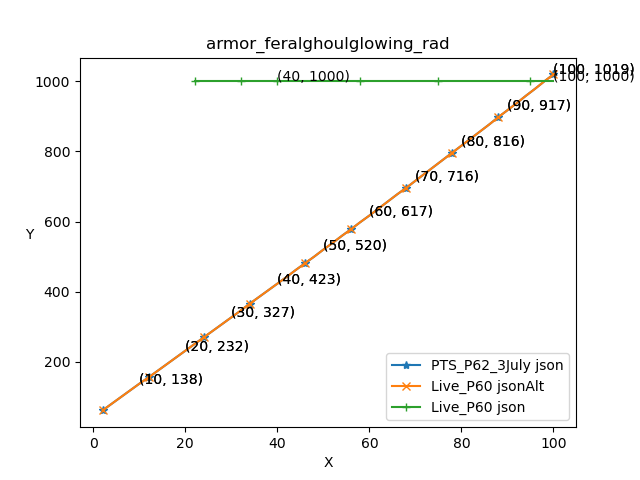 armor_feralghoulglowing_rad
(100, 1019)
(100, 1000)
(40, 1000)
(90, 917)
(80, 816)
(70, 716)
(60, 617)
(50, 520)
(40, 423)
(30, 327)
(20, 232)
(10, 138)
1000
800
600
400
200
Y
PTS_P62_3July json
Live_P60 jsonAlt
Live_P60 json
0 20 40 60 80 100
X